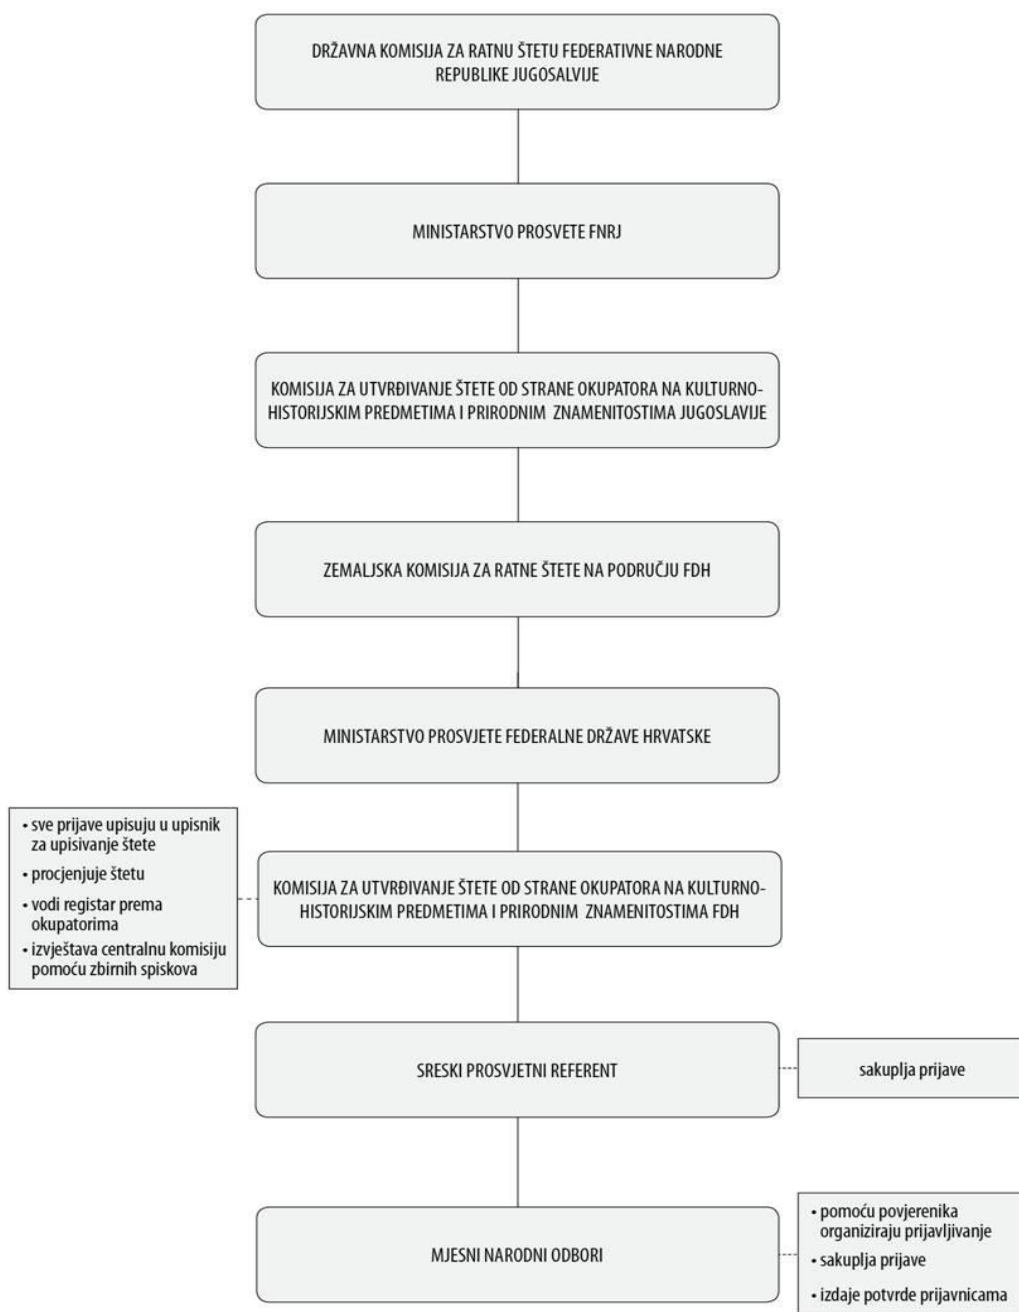 DRŽAVNA KOMISIJA ZA RATNU ŠTETU FEDERATIVNE NARODNE
REPUBLIKE JUGOSALVIJE
MINISTARSTVO PROSVETE FNRJ
KOMISIJA ZA UTVRĐIVANJE ŠTETE OD STRANE OKUPATORA NA KULTURNO-
HISTORIJSKIM PREDMETIMA I PRIRODNIM ZNAMENITOSTIMA JUGOSLAVIJE
ZEMALJSKA KOMISIJA ZA RATNE ŠTETE NA PODRUČJU FDH
MINISTARSTVO PROSVJETE FEDERALNE DRŽAVE HRVATSKE
• sve prijave upisuju u upisnik
za upisivanje štete
• procjenjuje štetu
• vodi registar prema
okupatorima
• izvještava centralnu komisiju
pomoću zbirnih spiskova
KOMISIJA ZA UTVRĐIVANJE ŠTETE OD STRANE OKUPATORA NA KULTURNO-
HISTORIJSKIM PREDMETIMA I PRIRODNIM ZNAMENITOSTIMA FDH
SRESKI PROSVJETNI REFERENT
sakuplja prijave
MJESNI NARODNI ODBORI
• pomoću povjerenika
organiziraju prijavljivanje
• sakuplja prijave
• izdaje potvrde prijavnicama